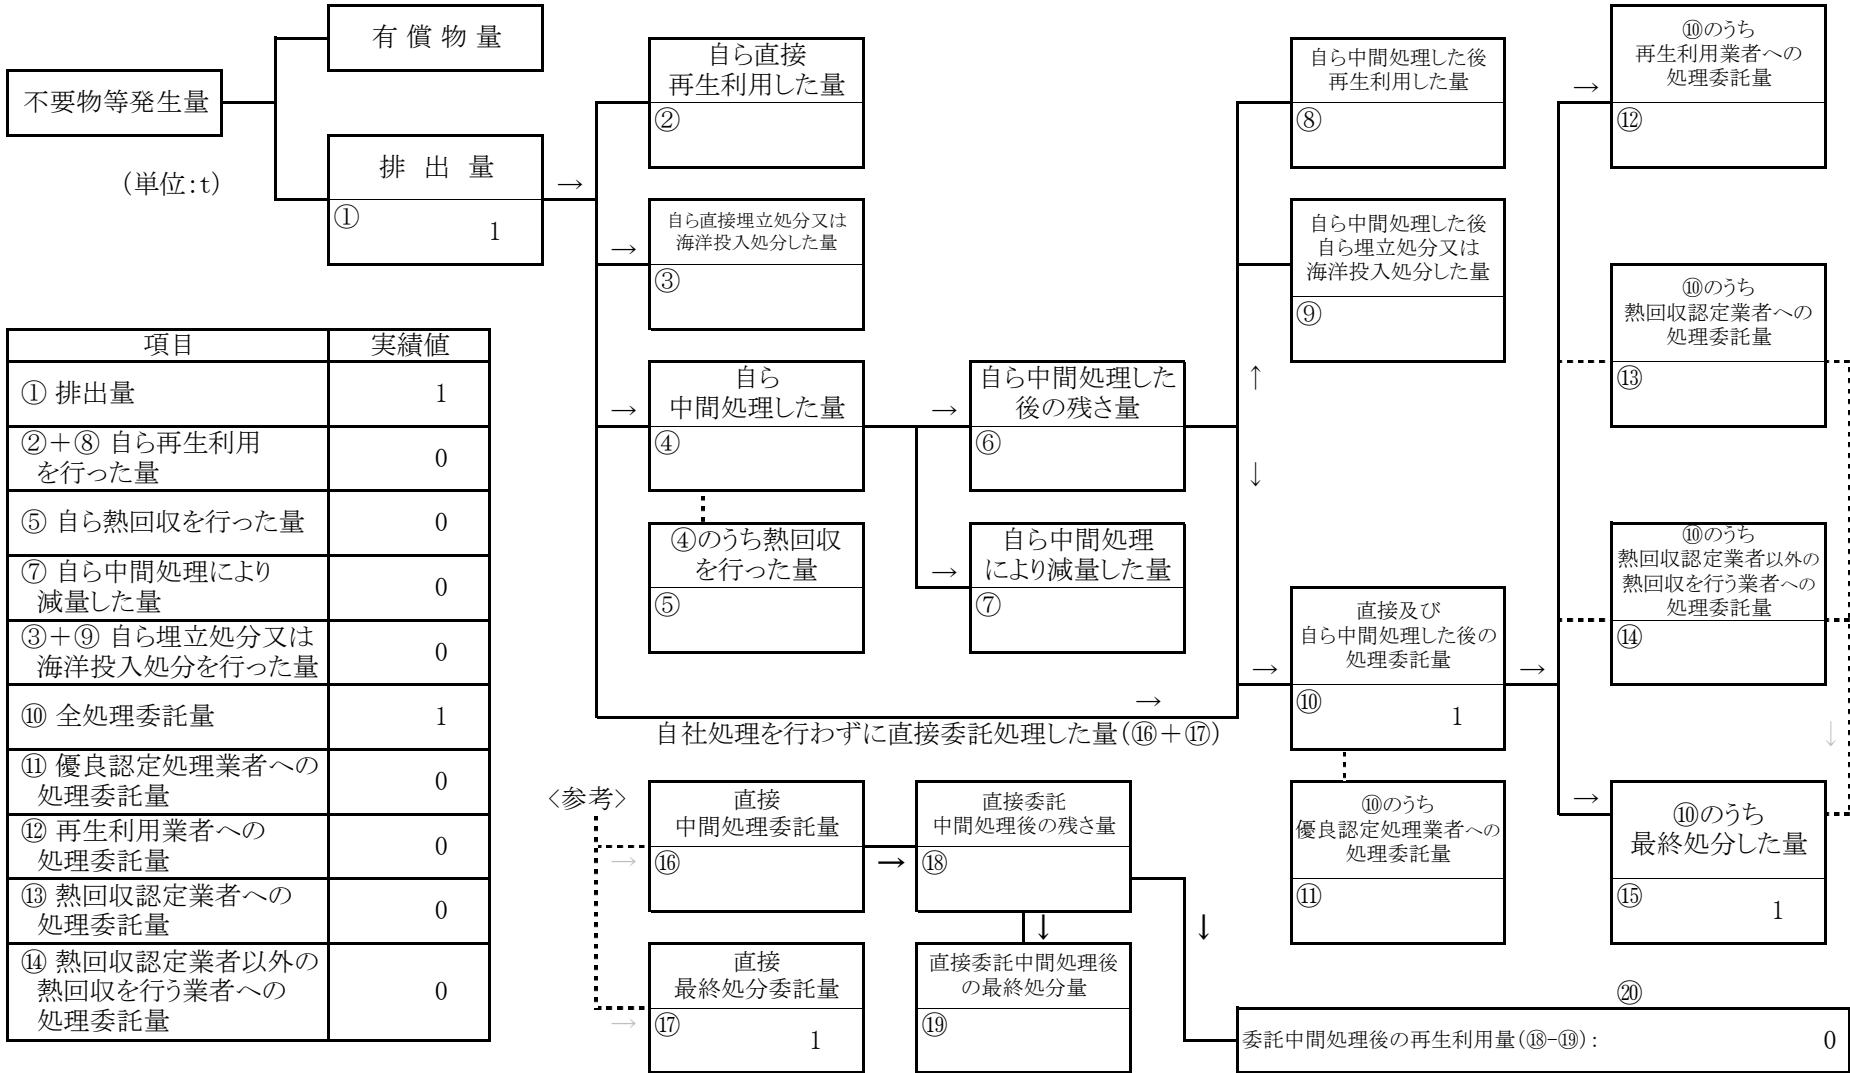 不要物等発生量
(単位:t)
有 償 物 量
排 出 量
①
1
→
自ら直接
再生利用した量
②
→
自ら直接埋立処分又は
海洋投入処分した量
③
→
自ら
中間処理した量
④
④のうち熱回収
を行った量
⑤
→
自ら中間処理した
後の残さ量
⑥
→
自ら中間処理
により減量した量
⑦
↑
↓
自ら中間処理した後
再生利用した量
⑧
自ら中間処理した後
自ら埋立処分又は
海洋投入処分した量
⑨
→
自社処理を行わずに直接委託処理した量(⑯+⑰)
→
直接及び
自ら中間処理した後の
処理委託量
⑩
1
⑩のうち
優良認定処理業者への
処理委託量
⑪
→
→
⑩のうち
再生利用業者への
処理委託量
⑫
⑩のうち
熱回収認定業者への
処理委託量
⑬
⑩のうち
熱回収認定業者以外の
熱回収を行う業者への
処理委託量
⑭
↓
→
⑩のうち
最終処分した量
⑮
1
項目 実績値
① 排出量 1
②+⑧ 自ら再生利用
を行った量 0
⑤ 自ら熱回収を行った量 0
⑦ 自ら中間処理により
減量した量 0
③+⑨ 自ら埋立処分又は
海洋投入処分を行った量 0
⑩ 全処理委託量 1
⑪ 優良認定処理業者への
処理委託量 0
⑫ 再生利用業者への
処理委託量 0
⑬ 熱回収認定業者への
処理委託量 0
⑭ 熱回収認定業者以外の
熱回収を行う業者への
処理委託量 0
<参考>
→
直接
中間処理委託量
⑯
→
直接委託
中間処理後の残さ量
⑱
↓
↓
→
直接
最終処分委託量
⑰
1
直接委託中間処理後
の最終処分量
⑲
⑳
委託中間処理後の再生利用量(⑱-⑲): 0